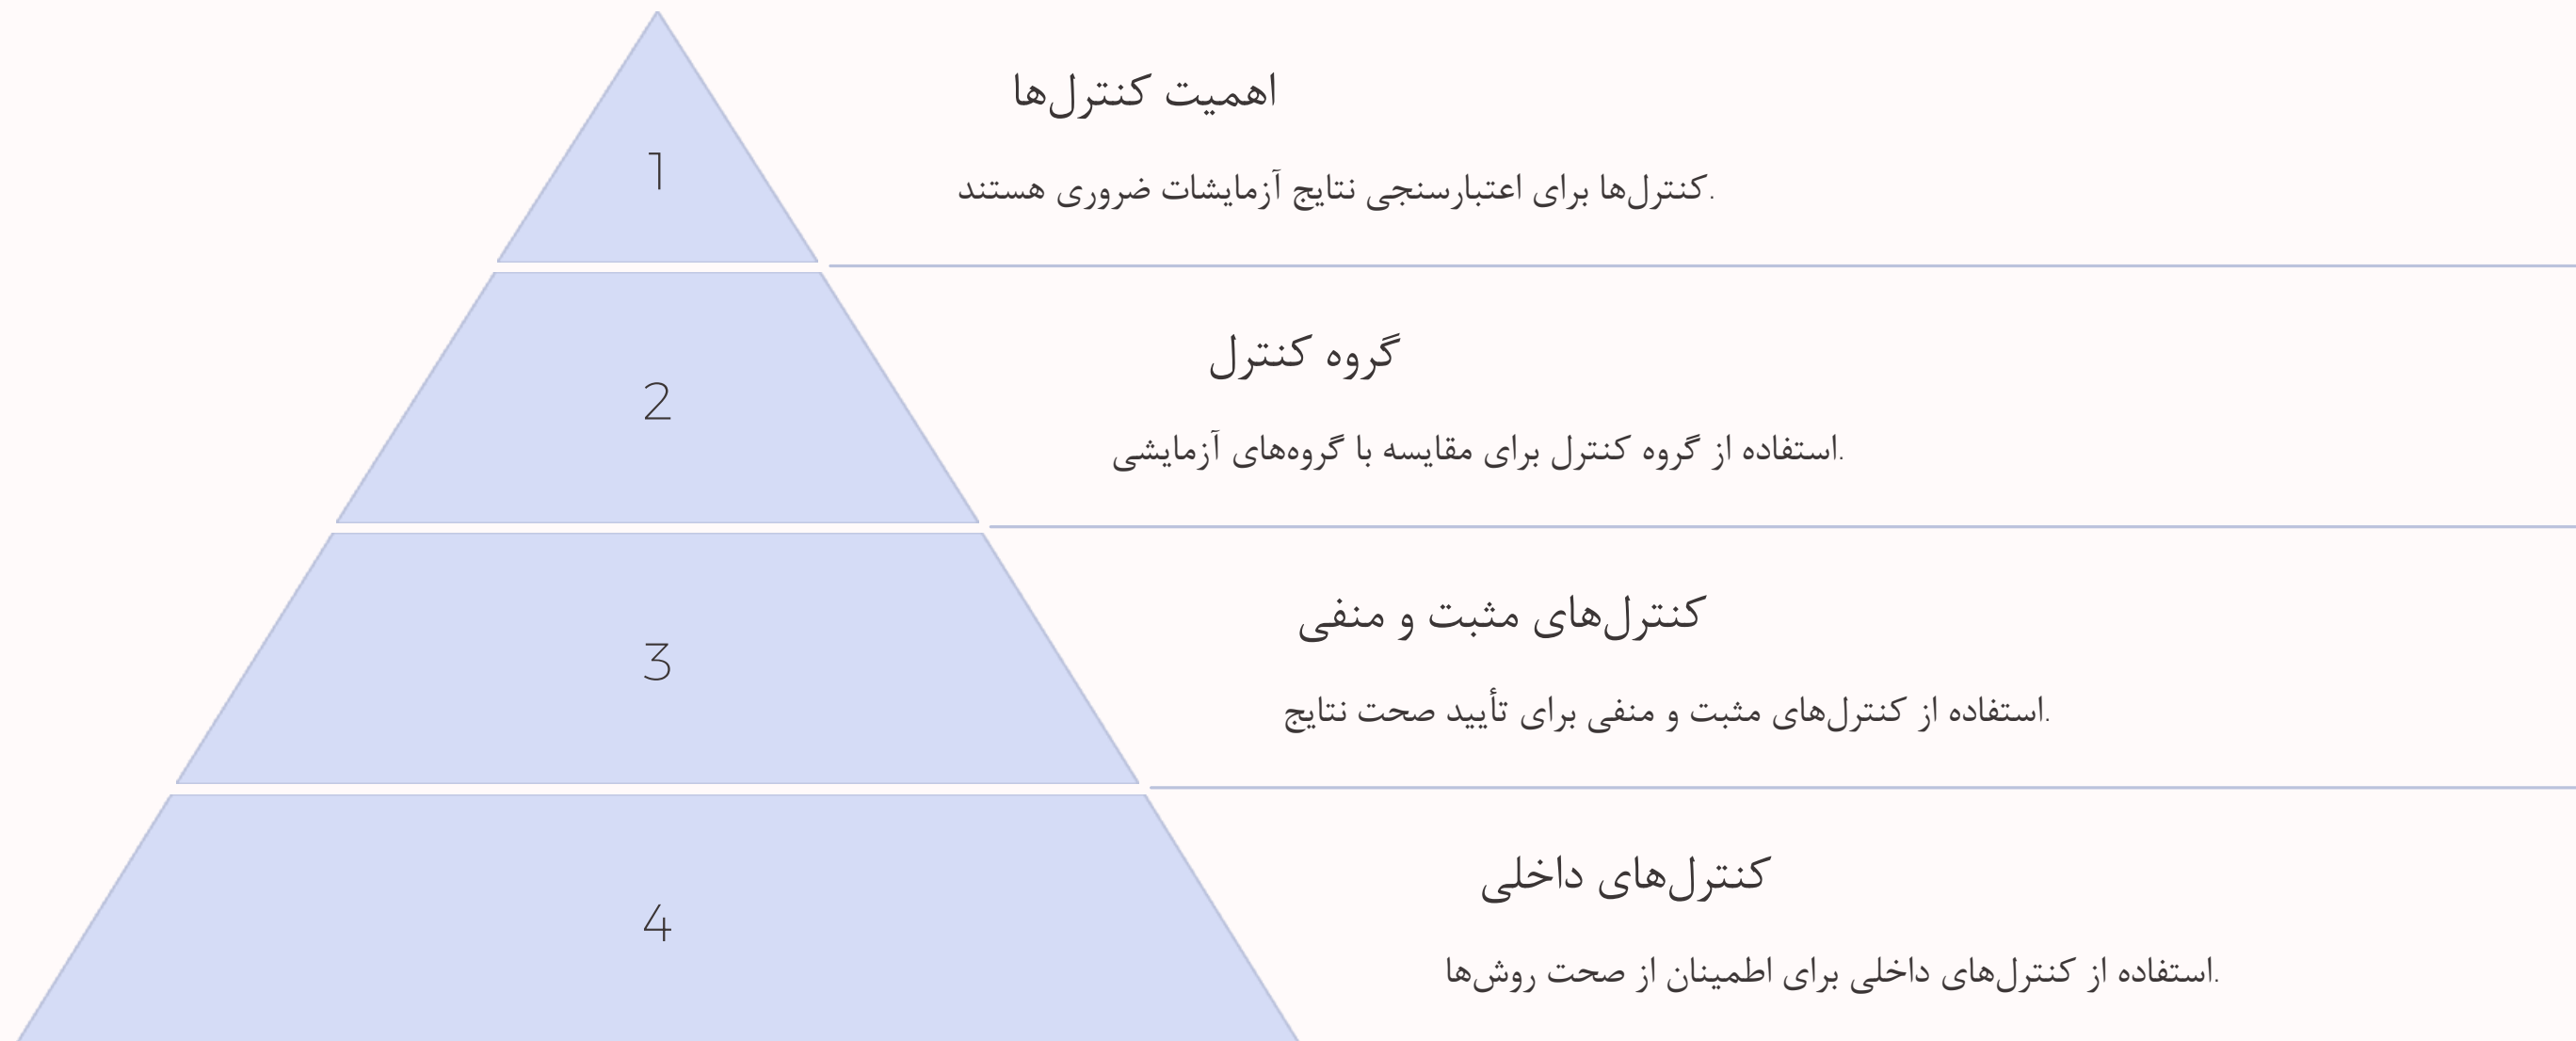 1
اهمیت کنترل‌ها
کنترل‌ها برای اعتبارسنجی نتایج آزمایشات ضروری هستند.
2
گروه کنترل
استفاده از گروه کنترل برای مقایسه با گروه‌های آزمایشی.
3
کنترل‌های مثبت و منفی
استفاده از کنترل‌های مثبت و منفی برای تأیید صحت نتایج.
4
کنترل‌های داخلی
استفاده از کنترل‌های داخلی برای اطمینان از صحت روش‌ها.